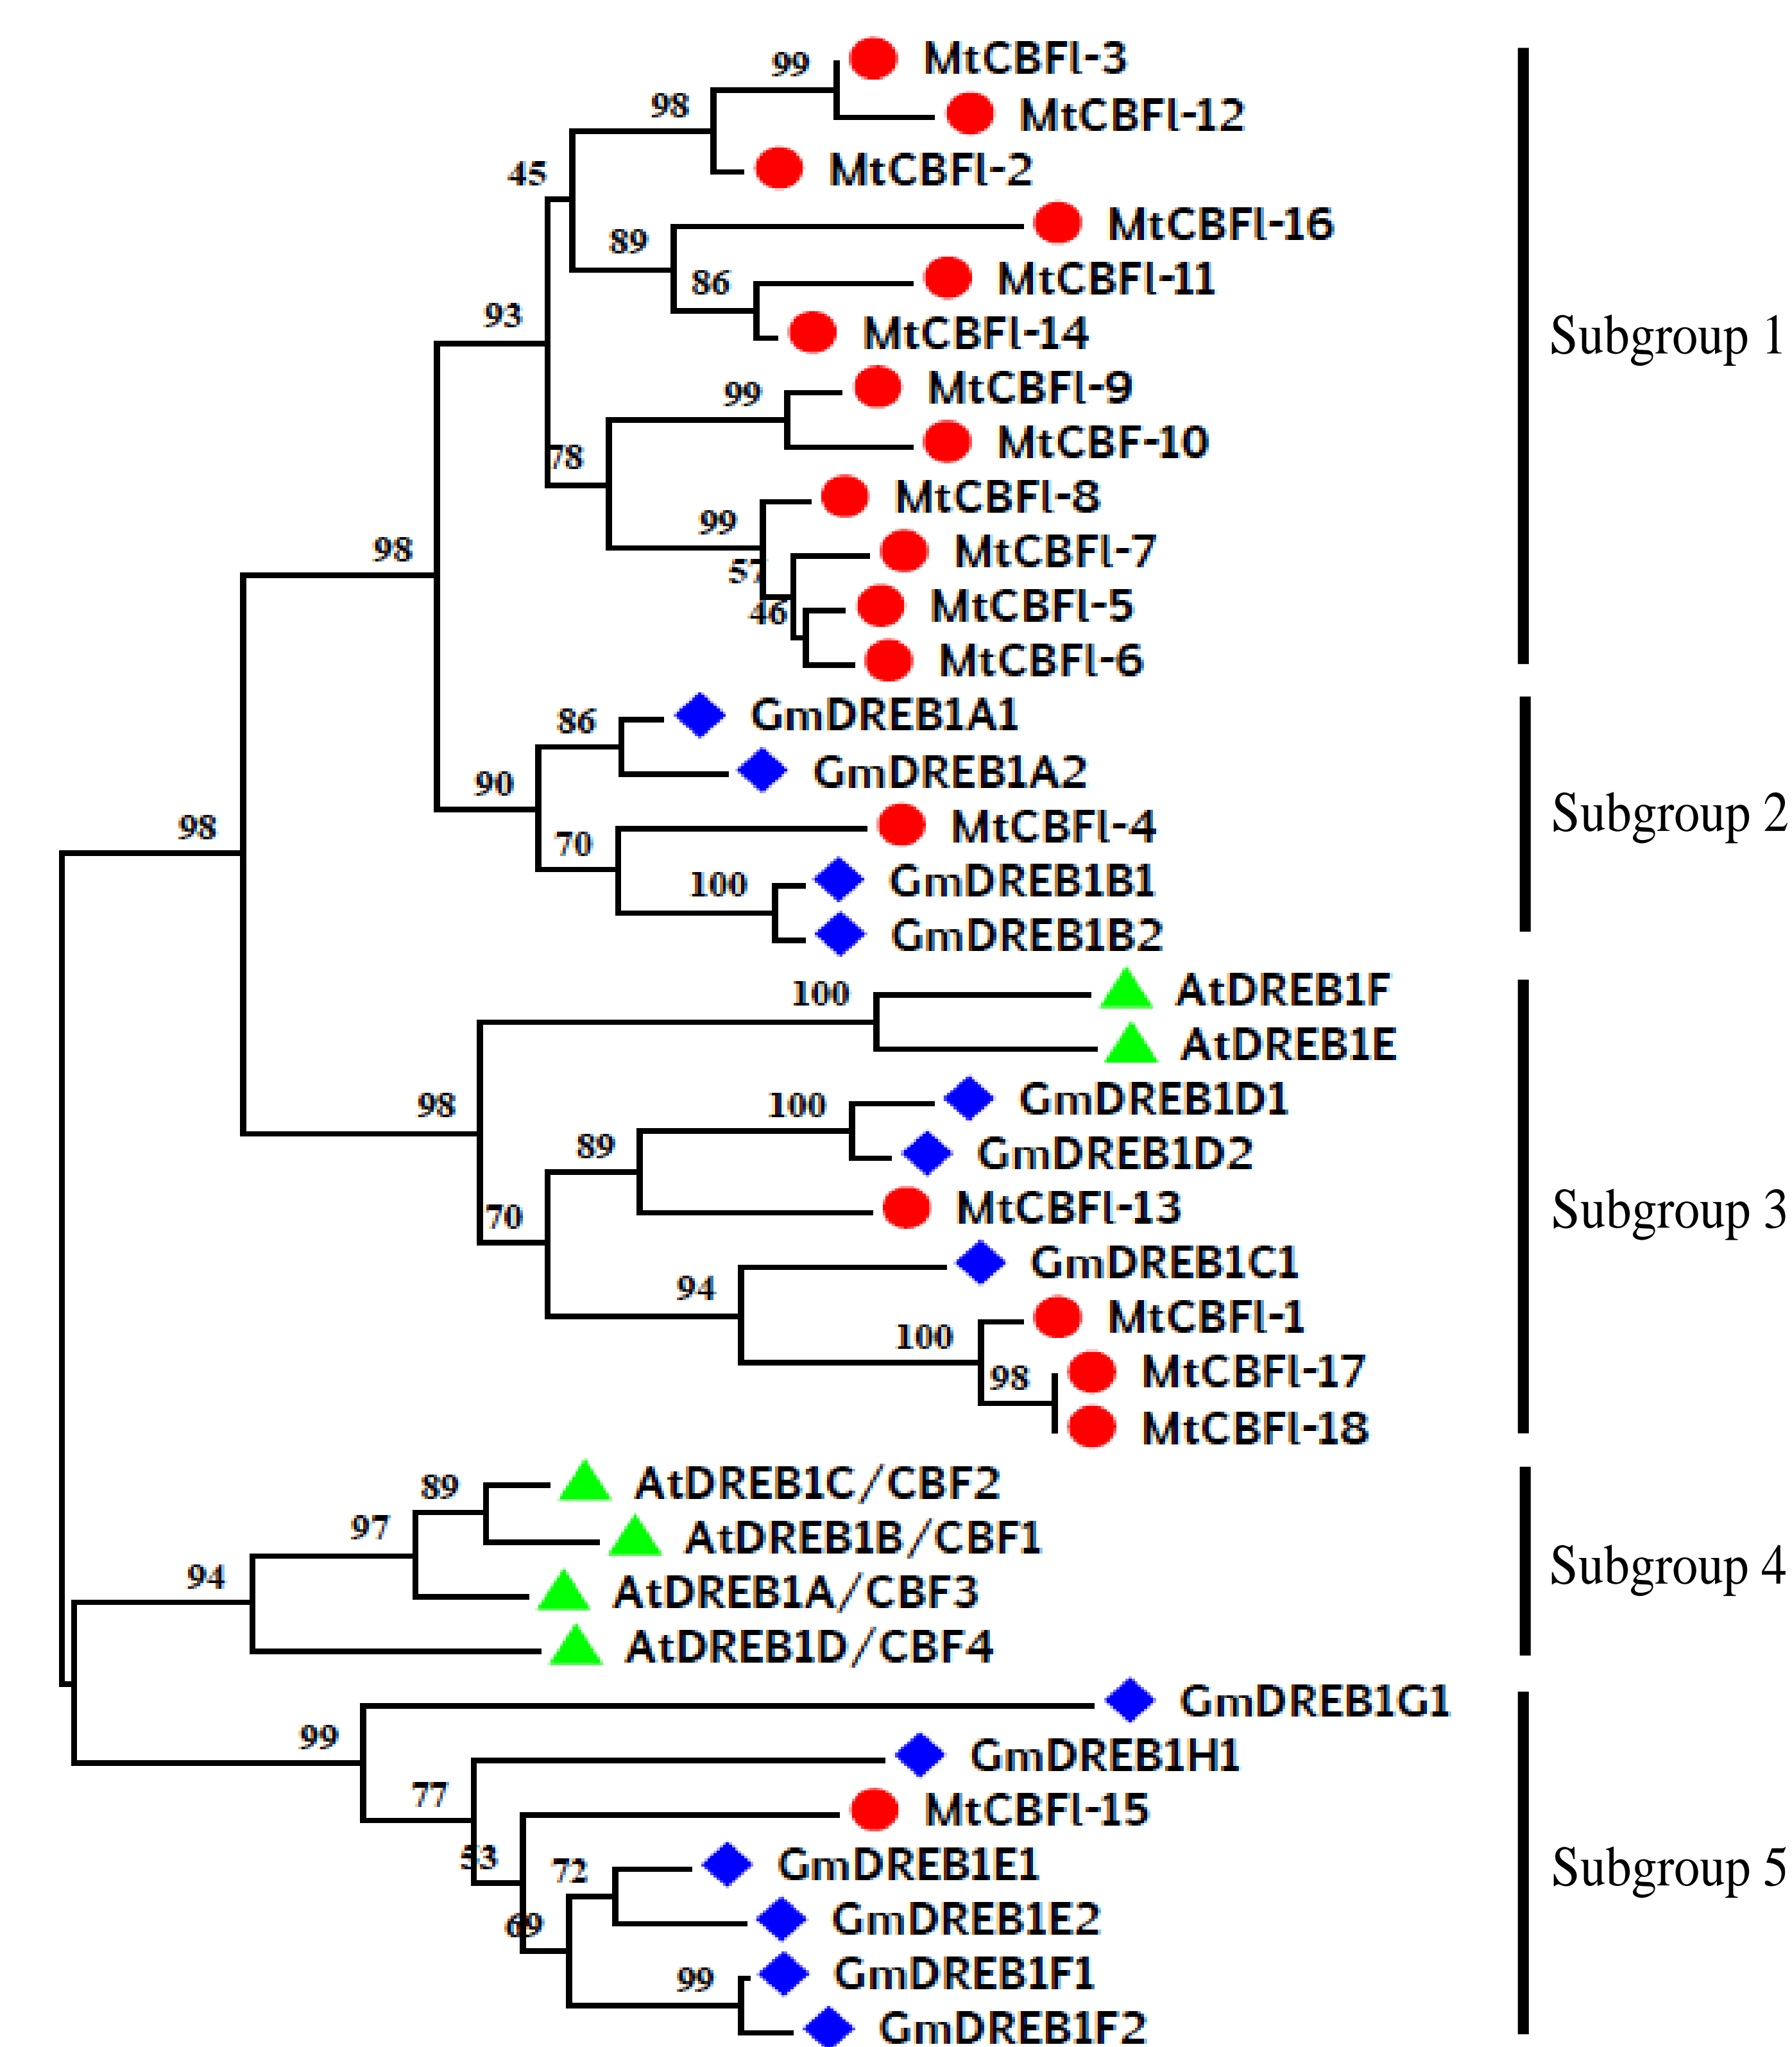 99
MtCBFl-3
98
MtCBFl-12
45
MtCBFl-2
MtCBFl-16
89
86
MtCBFl-11
93
MtCBFl-14
Subgroup 1
99
MtCBFl-9
78
MtCBF-10
MtCBFl-8
99
98
MtCBFl-7
57
46
MtCBFl-5
MtCBFl-6
86
GmDREB1A1
90
GmDREB1A2
98
70
MtCBFl-4
Subgroup 2
100
GmDREB1B1
GmDREB1B2
100
AtDREB1F
AtDREB1E
98
100
GmDREB1D1
89
GmDREB1D2
70
MtCBFl-13
Subgroup 3
94
GmDREB1C1
100
MtCBFl-1
98
MtCBFl-17
MtCBFl-18
89
AtDREB1C/CBF2
97
AtDREB1B/CBF1
94
AtDREB1A/CBF3
Subgroup 4
AtDREB1D/CBF4
99
GmDREB1G1
77
GmDREB1H1
MtCBFl-15
53
72
GmDREB1E1
Subgroup 5
69
GmDREB1E2
99
GmDREB1F1
GmDREB1F2